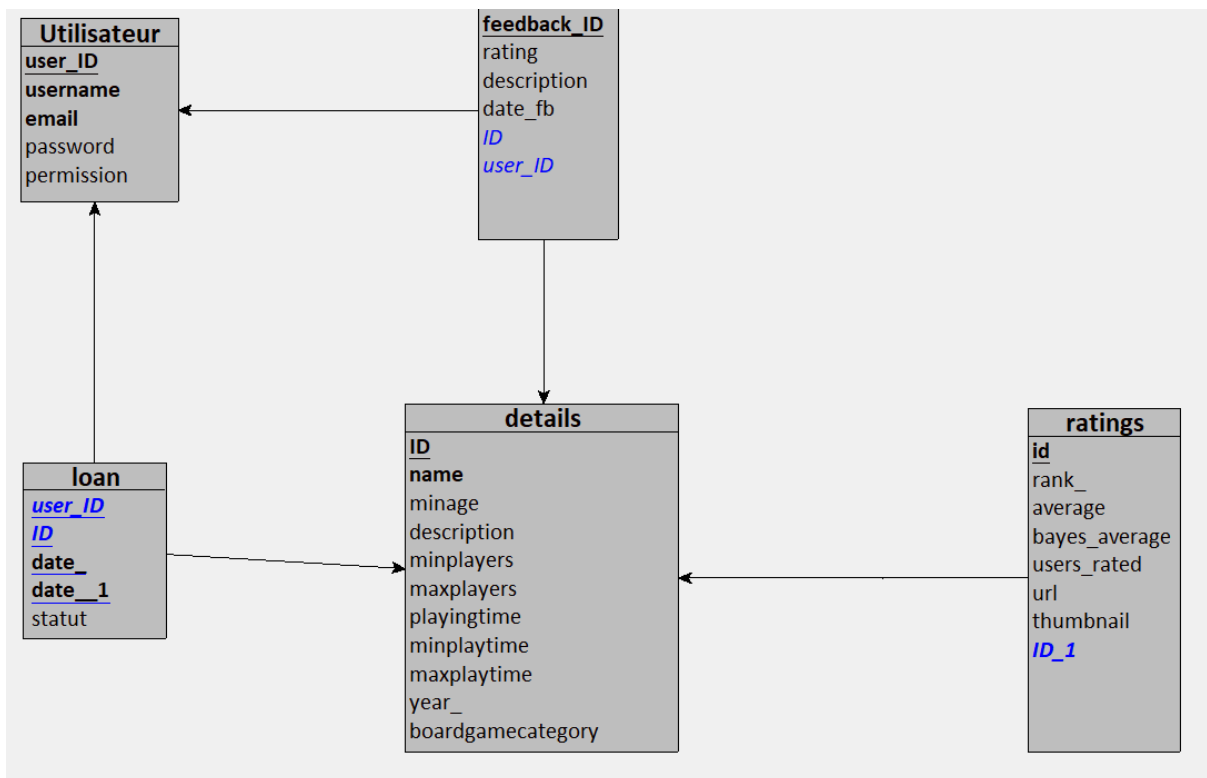 Utilisateur
user_ID
username
email
password
permission
feedback_ID
rating
description
date_fb
ID
user_ID
loan
user_ID
ID
date_
date__1
statut
details
ID
name
minage
description
minplayers
maxplayers
playingtime
minplaytime
maxplaytime
year_
boardgamecategory
ratings
id
rank_
average
bayes_average
users_rated
url
thumbnail
ID_1